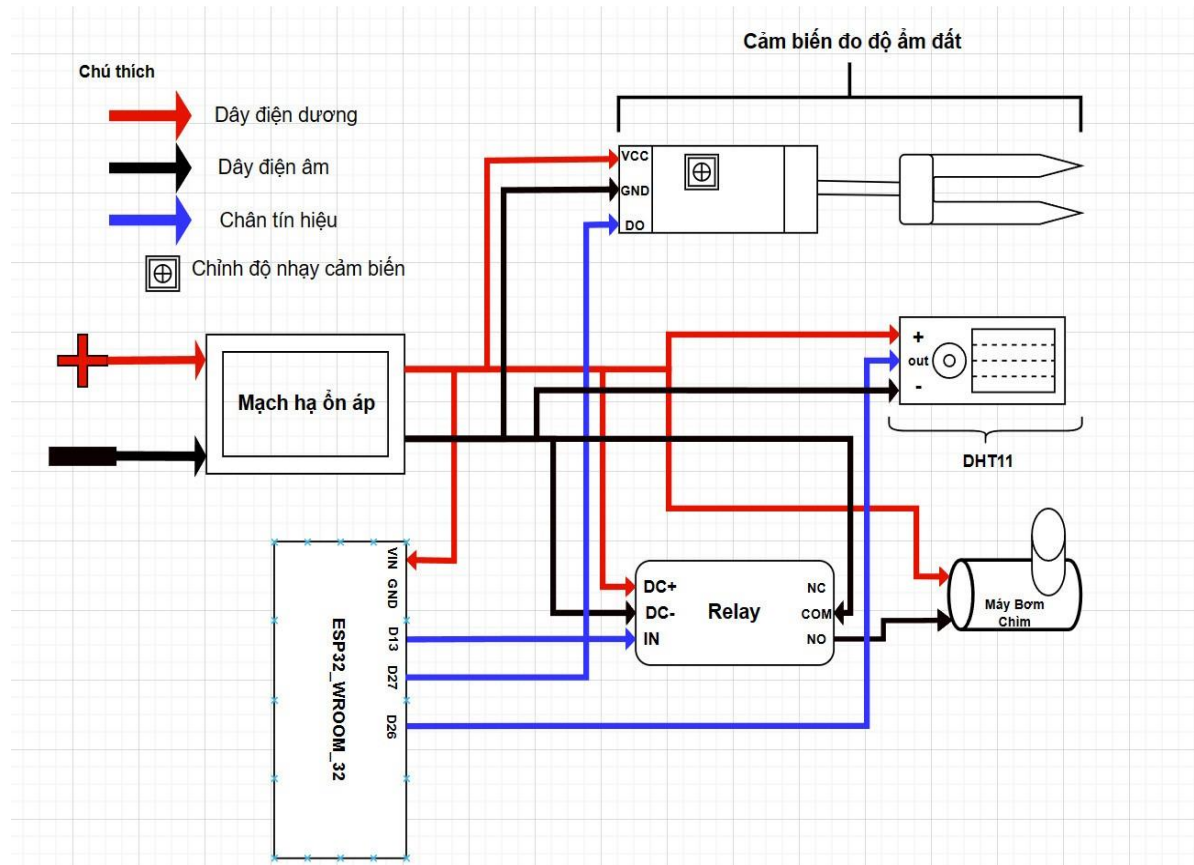 Cảm biến đo độ ẩm đất
Chú thích
Dây điện dương
Dây điện âm
Chân tín hiệu
Chỉnh độ nhạy cảm biến
VCC
GND
DO
Mạch hạ ổn áp
+
out
-
DHT11
ESP32_WROOM_32
VIN
GND
D13
D27
D26
DC+
DC-
IN
Relay
NC
COM
NO
Máy Bơm
Chìm